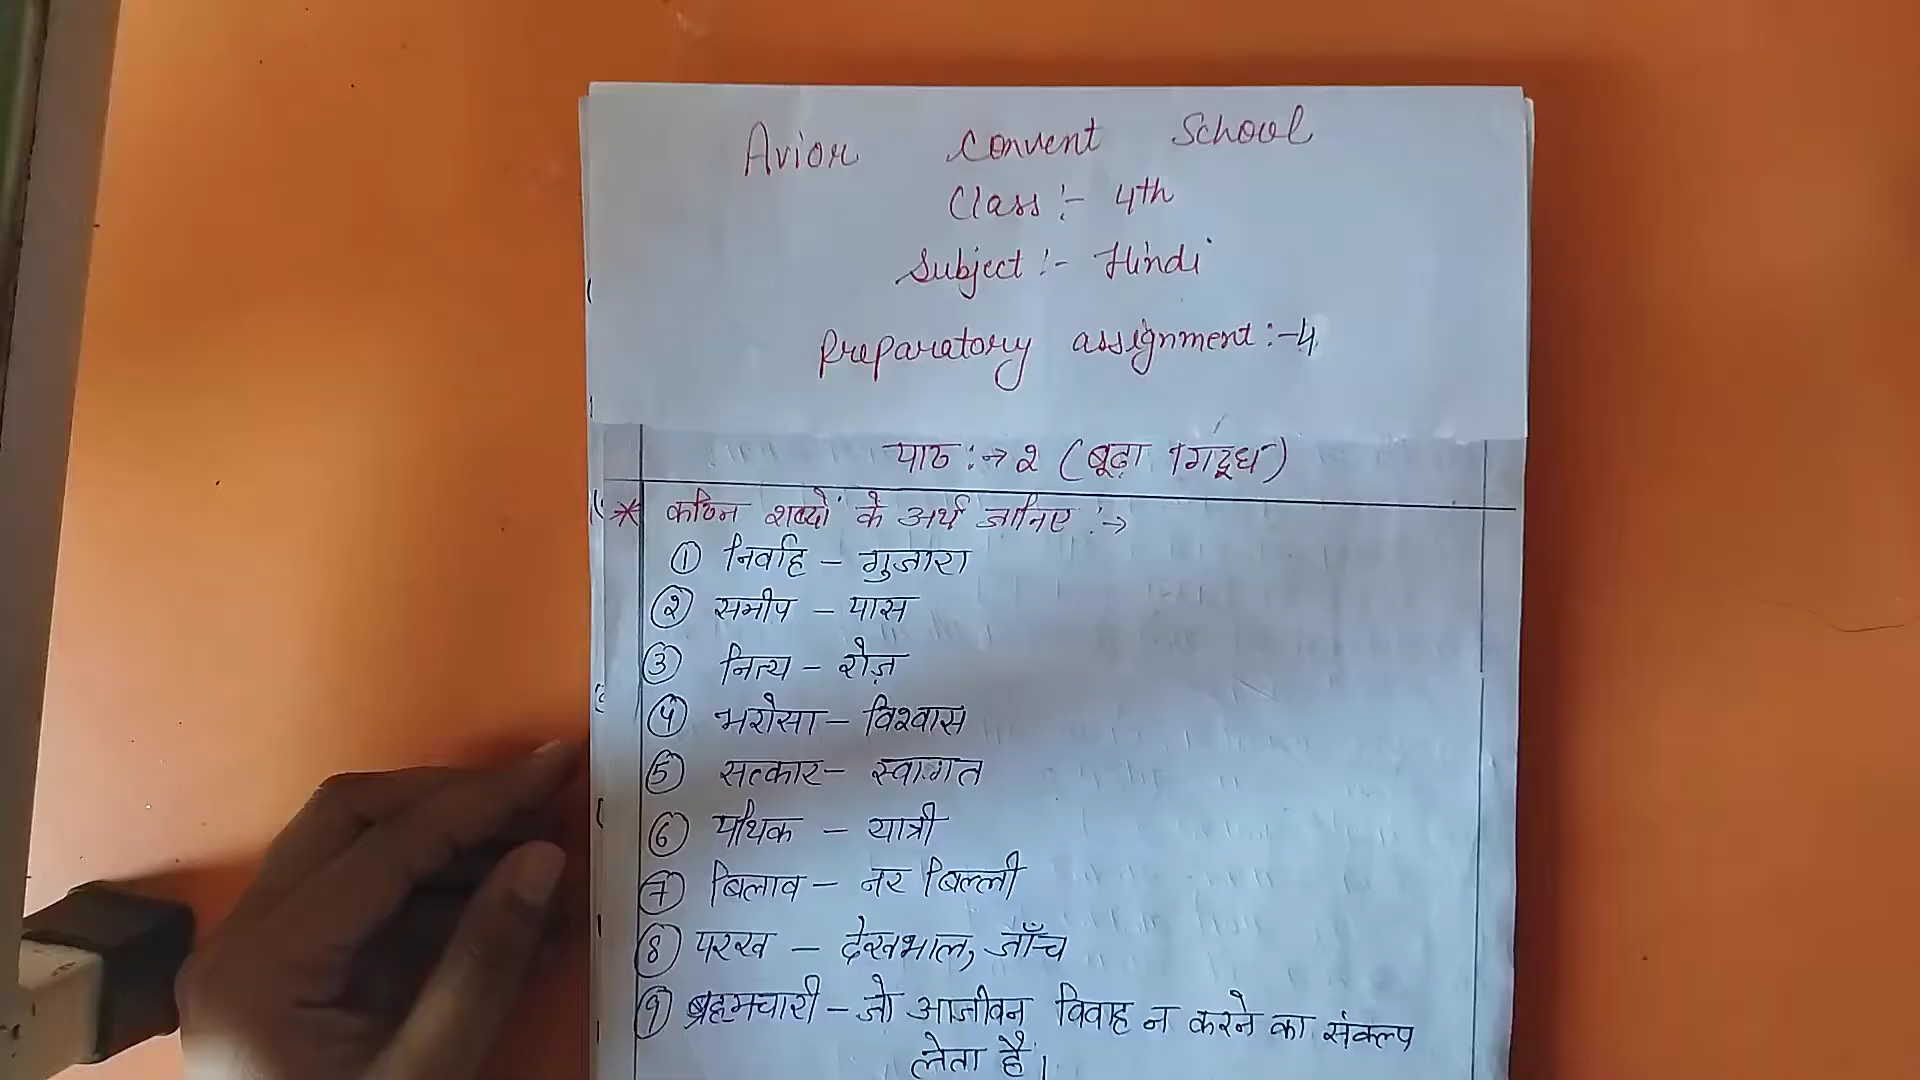 Avior Convent School
Class :- 4th
Subject :- Hindi
Preparatory assignment :- 4
पाठ :→ २ (बूढ़ा गिद्ध)
* कठिन शब्दों के अर्थ जानिए :→
① निर्वाह – गुजारा
② समीप – पास
③ नित्य – रोज़
④ भरोसा – विश्वास
⑤ सत्कार – स्वागत
⑥ पथिक – यात्री
⑦ बिलाव – नर बिल्ली
⑧ परख – देखभाल, जाँच
⑨ ब्रह्मचारी – जो आजीवन विवाह न करने का संकल्प
लेता है।